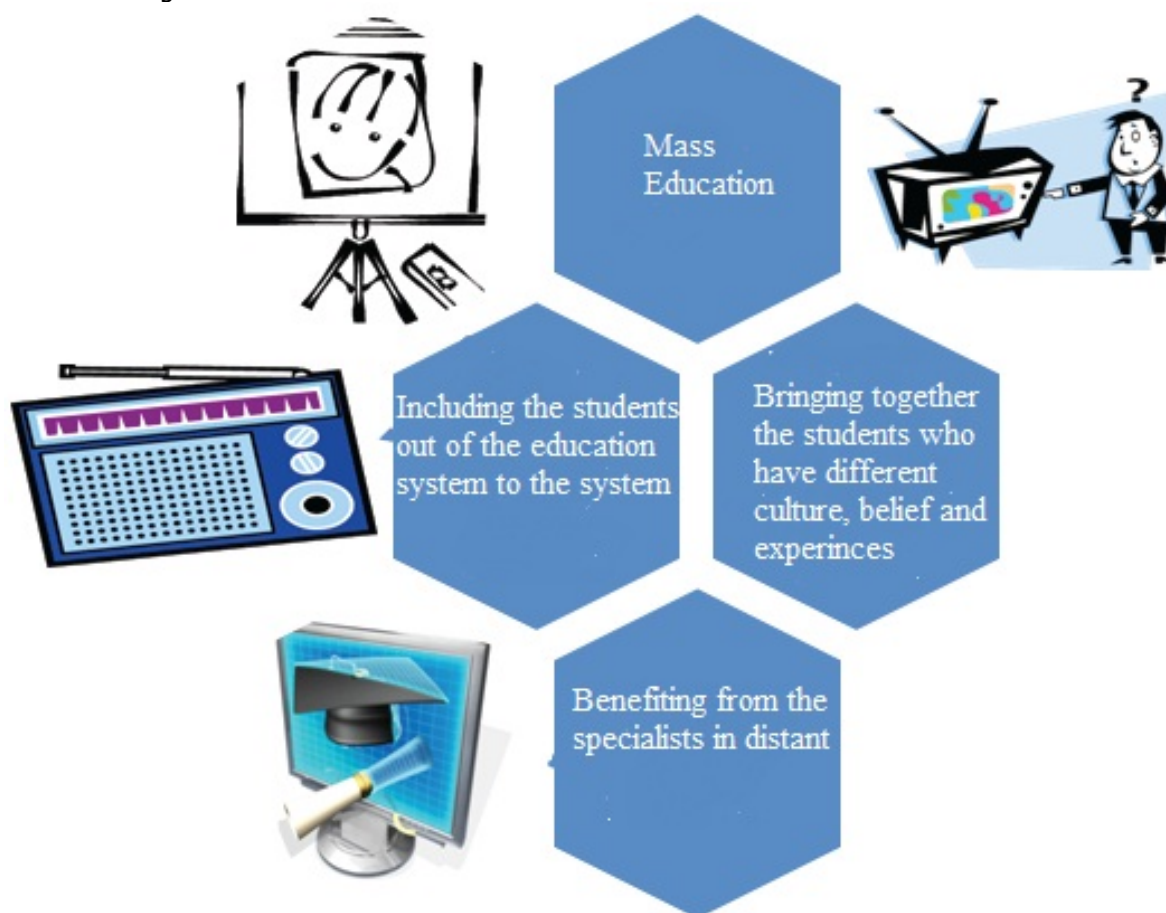 Mass
Education
Including the students
out of the education
system to the system
Bringing together
the students who
have different
culture, belief and
experinces
Benefiting from the
specialists in distant
?